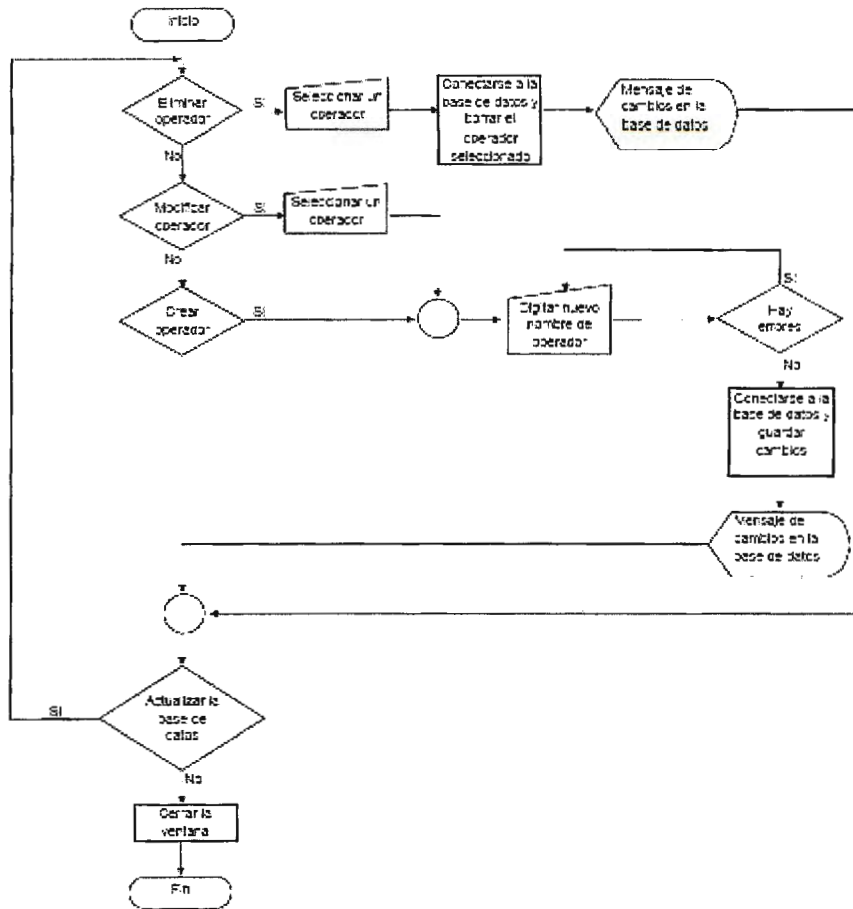 Inicio
Eliminar
operador
Si
Seleccionar un
operador
Conectarse a la
base de datos y
borrar el
operador
seleccionado
Mensaje de
cambios en la
base de datos
No
Modificar
operador
Si
Seleccionar un
operador
No
Crear
operador
Si
Digitar nuevo
nombre de
operador
Si
Hay
errores
No
Conectarse a la
base de datos y
guardar
cambios
Mensaje de
cambios en la
base de datos
Actualizar la
base de
datos
Si
No
Cerrar la
ventana
Fin